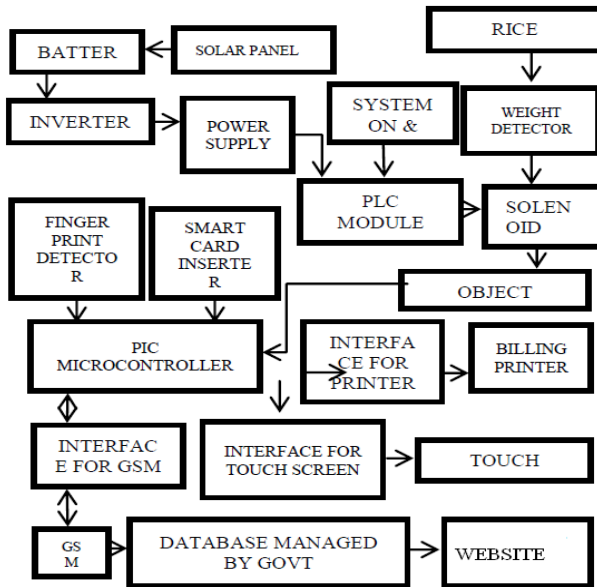 BATTER
SOLAR PANEL
RICE
INVERTER
POWER
SUPPLY
SYSTEM
ON &
WEIGHT
DETECTOR
PLC
MODULE
SOLEN
OID
FINGER
PRINT
DETECTO
R
SMART
CARD
INSERTE
R
OBJECT
PIC
MICROCONTROLLER
INTERFA
CE FOR
PRINTER
BILLING
PRINTER
INTERFAC
E FOR GSM
INTERFACE FOR
TOUCH SCREEN
TOUCH
GS
M
DATABASE MANAGED
BY GOVT
WEBSITE